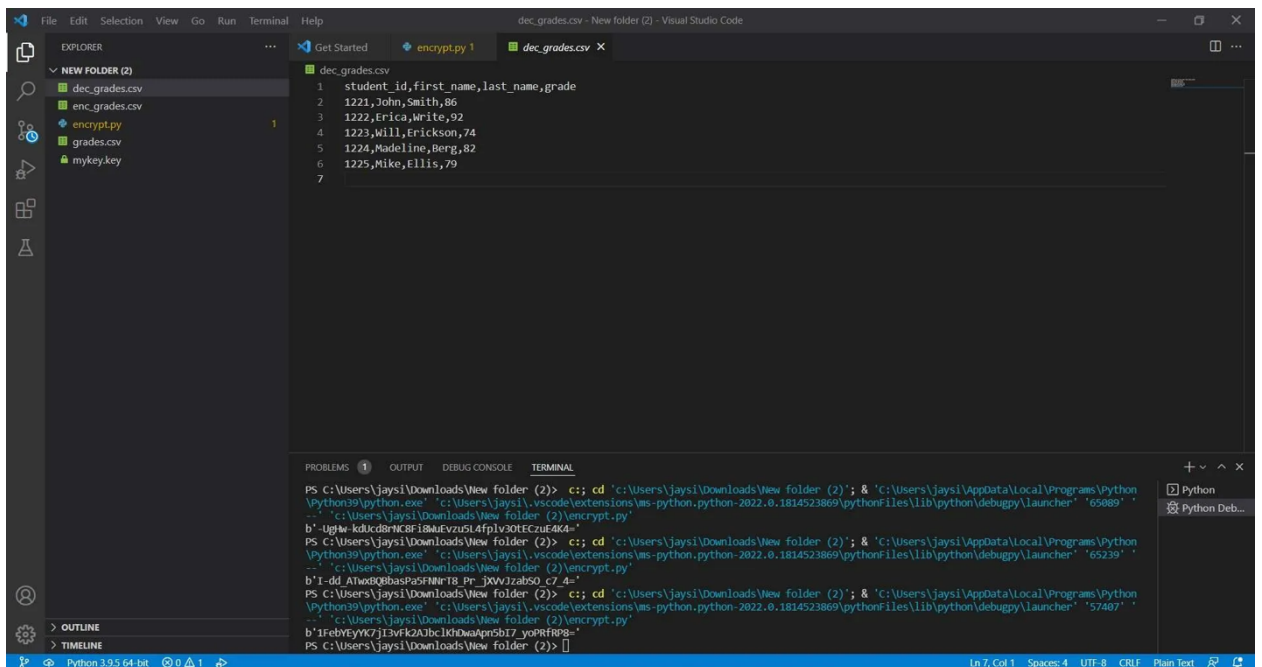 File Edit Selection View Go Run Terminal Help
dec_grades.csv - New folder (2) - Visual Studio Code
EXPLORER
Get Started
encrypt.py 1
dec_grades.csv
NEW FOLDER (2)
dec_grades.csv
enc_grades.csv
encrypt.py 1
grades.csv
mykey.key
dec_grades.csv
1 student_id,first_name,last_name,grade
2 1221,John,Smith,86
3 1222,Erica,Write,92
4 1223,Will,Erickson,74
5 1224,Madeline,Berg,82
6 1225,Mike,Ellis,79
7
PROBLEMS 1 OUTPUT DEBUG CONSOLE TERMINAL
PS C:\Users\jaysi\Downloads\New folder (2)> c:; cd 'c:\Users\jaysi\Downloads\New folder (2)'; & 'C:\Users\jaysi\AppData\Local\Programs\Python
\Python39\python.exe' 'c:\Users\jaysi\.vscode\extensions\ms-python.python-2022.0.1814523869\pythonFiles\lib\python\debugpy\launcher' '65089' '
--' 'c:\Users\jaysi\Downloads\New folder (2)\encrypt.py'
b'-UgHw-kdUcd8rNC8Fi8WuEvzu5L4fplv3OtECzuE4K4='
PS C:\Users\jaysi\Downloads\New folder (2)> c:; cd 'c:\Users\jaysi\Downloads\New folder (2)'; & 'C:\Users\jaysi\AppData\Local\Programs\Python
\Python39\python.exe' 'c:\Users\jaysi\.vscode\extensions\ms-python.python-2022.0.1814523869\pythonFiles\lib\python\debugpy\launcher' '65239' '
--' 'c:\Users\jaysi\Downloads\New folder (2)\encrypt.py'
b'I-dd_ATwxBQBbasPa5FNNrT8_Pr_jXVvJzabSO_c7_4='
PS C:\Users\jaysi\Downloads\New folder (2)> c:; cd 'c:\Users\jaysi\Downloads\New folder (2)'; & 'C:\Users\jaysi\AppData\Local\Programs\Python
\Python39\python.exe' 'c:\Users\jaysi\.vscode\extensions\ms-python.python-2022.0.1814523869\pythonFiles\lib\python\debugpy\launcher' '57407' '
--' 'c:\Users\jaysi\Downloads\New folder (2)\encrypt.py'
b'1FebYEyYK7jI3vFk2AJbclKhDwaApn5bI7_yoPRfRP8='
PS C:\Users\jaysi\Downloads\New folder (2)>
Python
Python Deb...
OUTLINE
TIMELINE
Python 3.9.5 64-bit 0 1
Ln 7, Col 1 Spaces: 4 UTF-8 CRLF Plain Text